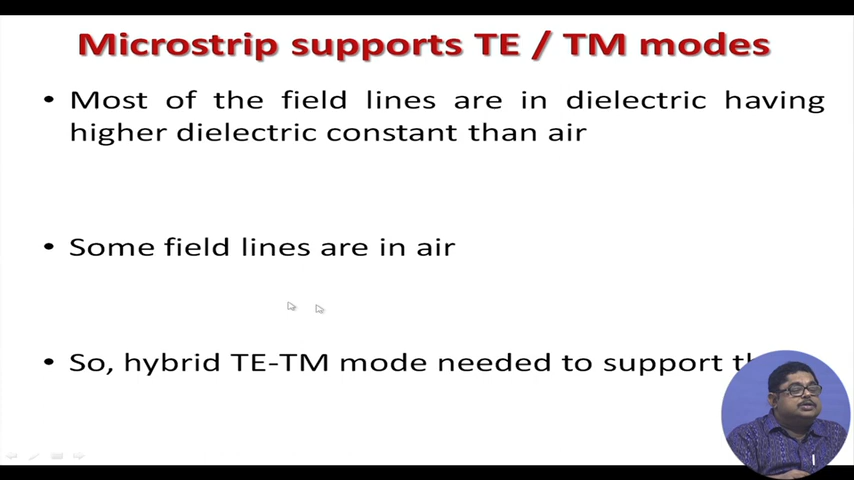 Microstrip supports TE / TM modes
• Most of the field lines are in dielectric having
higher dielectric constant than air
• Some field lines are in air
• So, hybrid TE-TM mode needed to support